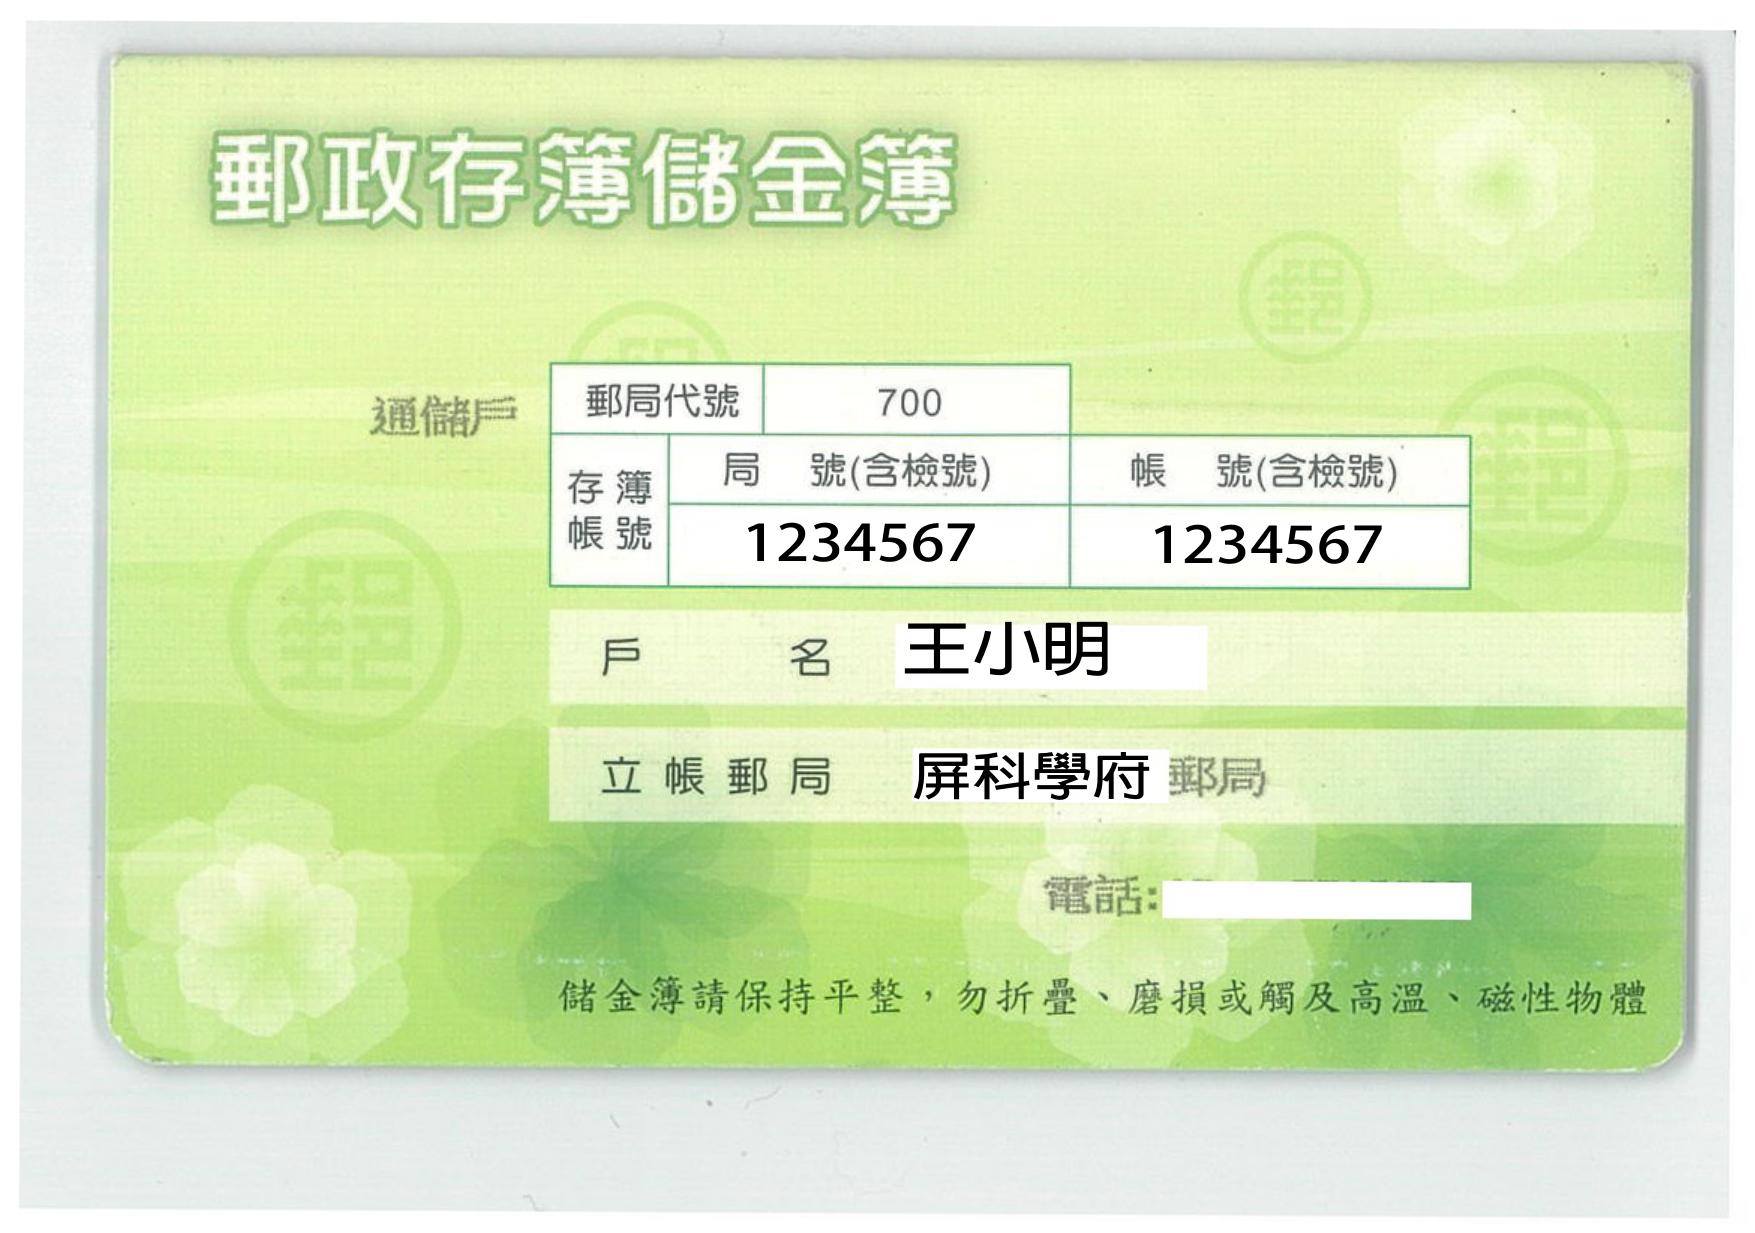 郵政存簿儲金簿
通儲戶
郵局代號 700
存簿帳號
局 號(含檢號) 帳 號(含檢號)
1234567 1234567
戶 名 王小明
立帳郵局 屏科學府郵局
電話:
儲金簿請保持平整，勿折疊、磨損或觸及高溫、磁性物體